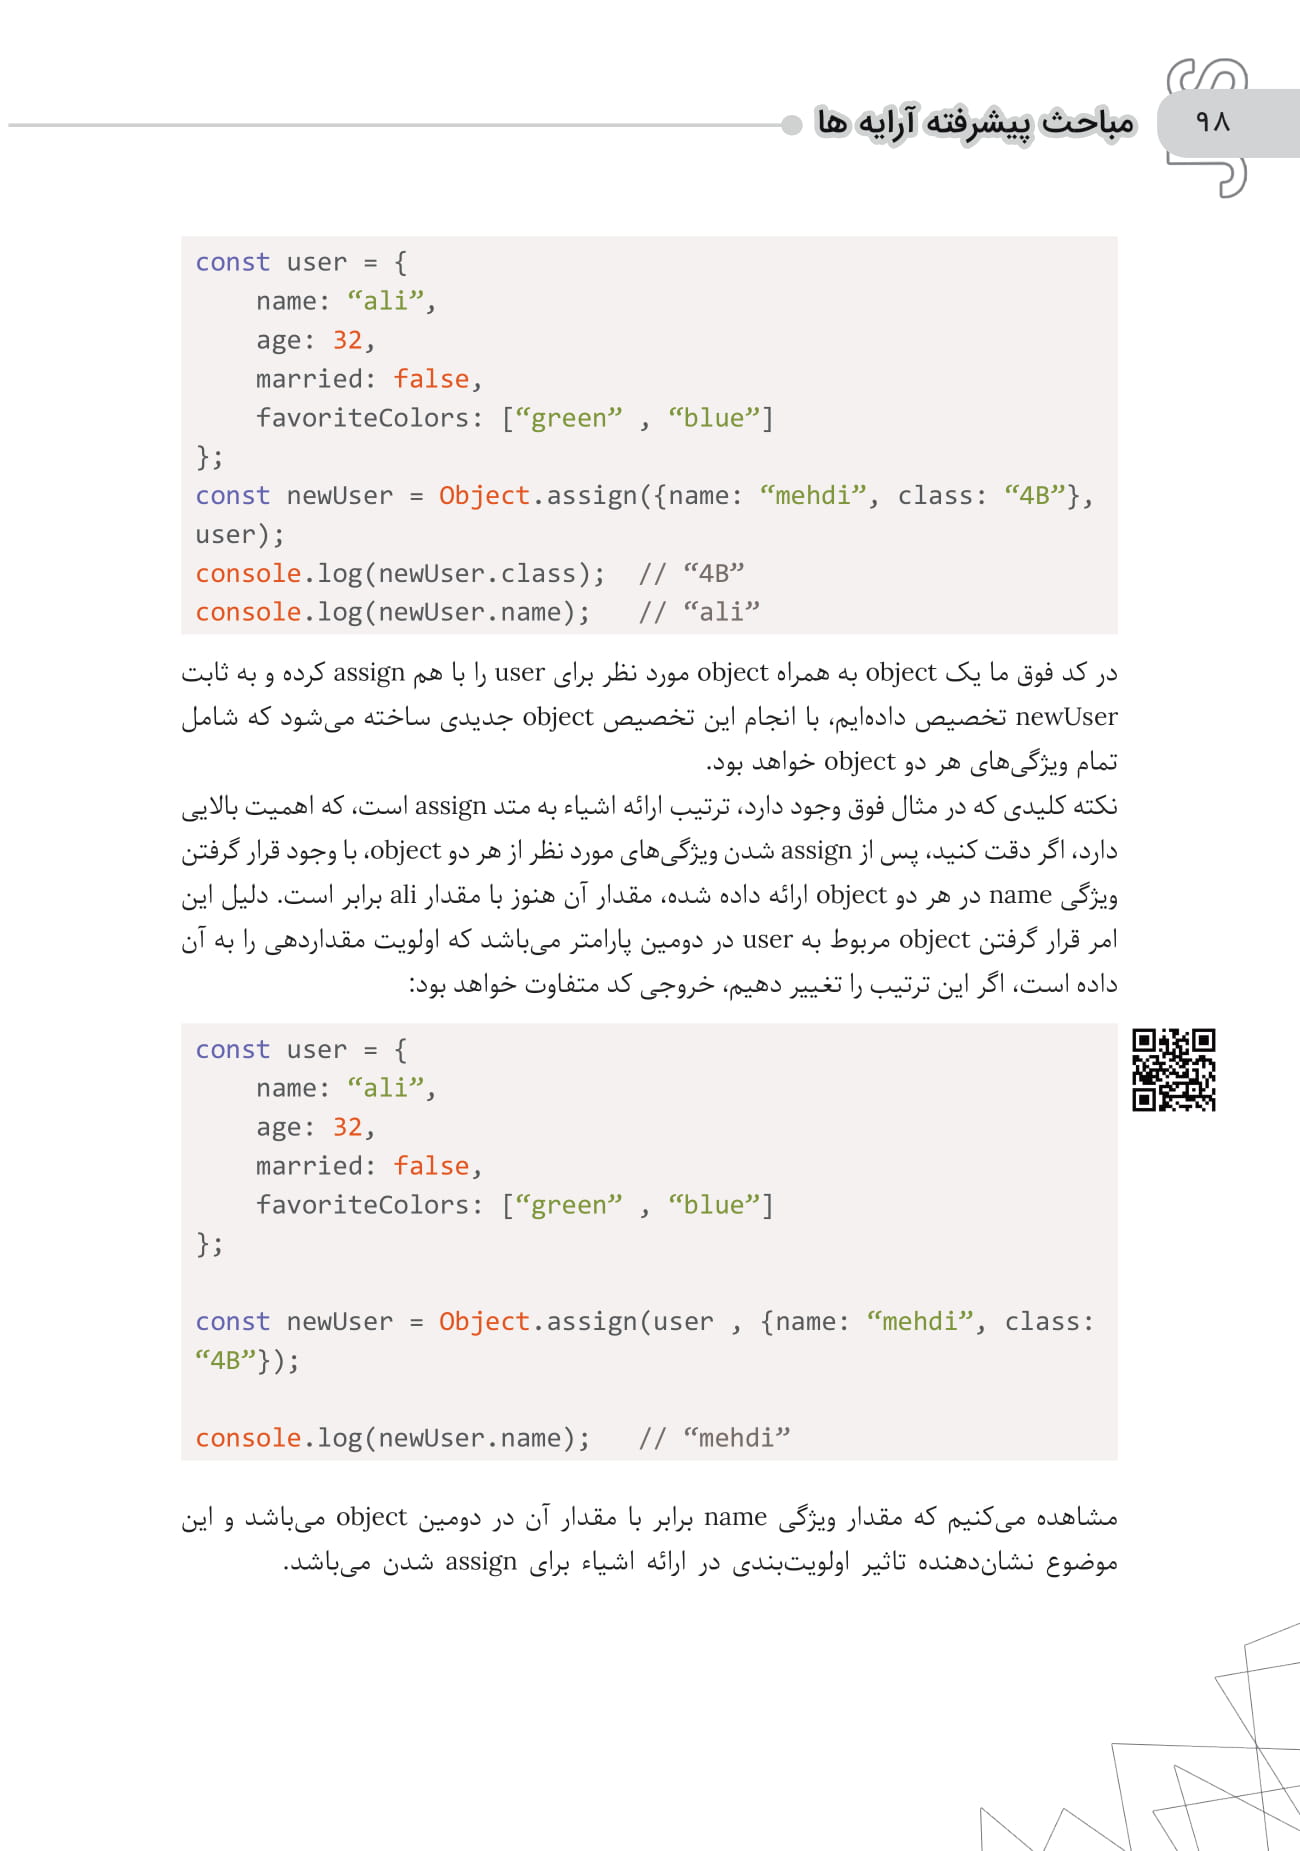 مباحث پیشرفته آرایه ها
۹۸
const user = {
    name: “ali”,
    age: 32,
    married: false,
    favoriteColors: [“green” , “blue”]
};
const newUser = Object.assign({name: “mehdi”, class: “4B”},
user);
console.log(newUser.class);  // “4B”
console.log(newUser.name);   // “ali”
در کد فوق ما یک object به همراه object مورد نظر برای user را با هم assign کرده و به ثابت
newUser تخصیص داده‌ایم، با انجام این تخصیص object جدیدی ساخته می‌شود که شامل
تمام ویژگی‌های هر دو object خواهد بود.
نکته کلیدی که در مثال فوق وجود دارد، ترتیب ارائه اشیاء به متد assign است، که اهمیت بالایی
دارد، اگر دقت کنید، پس از assign شدن ویژگی‌های مورد نظر از هر دو object، با وجود قرار گرفتن
ویژگی name در هر دو object ارائه داده شده، مقدار آن هنوز با مقدار ali برابر است. دلیل این
امر قرار گرفتن object مربوط به user در دومین پارامتر می‌باشد که اولویت مقداردهی را به آن
داده است، اگر این ترتیب را تغییر دهیم، خروجی کد متفاوت خواهد بود:
const user = {
    name: “ali”,
    age: 32,
    married: false,
    favoriteColors: [“green” , “blue”]
};
const newUser = Object.assign(user , {name: “mehdi”, class:
“4B”});
console.log(newUser.name);   // “mehdi”
مشاهده می‌کنیم که مقدار ویژگی name برابر با مقدار آن در دومین object می‌باشد و این
موضوع نشان‌دهنده تاثیر اولویت‌بندی در ارائه اشیاء برای assign شدن می‌باشد.